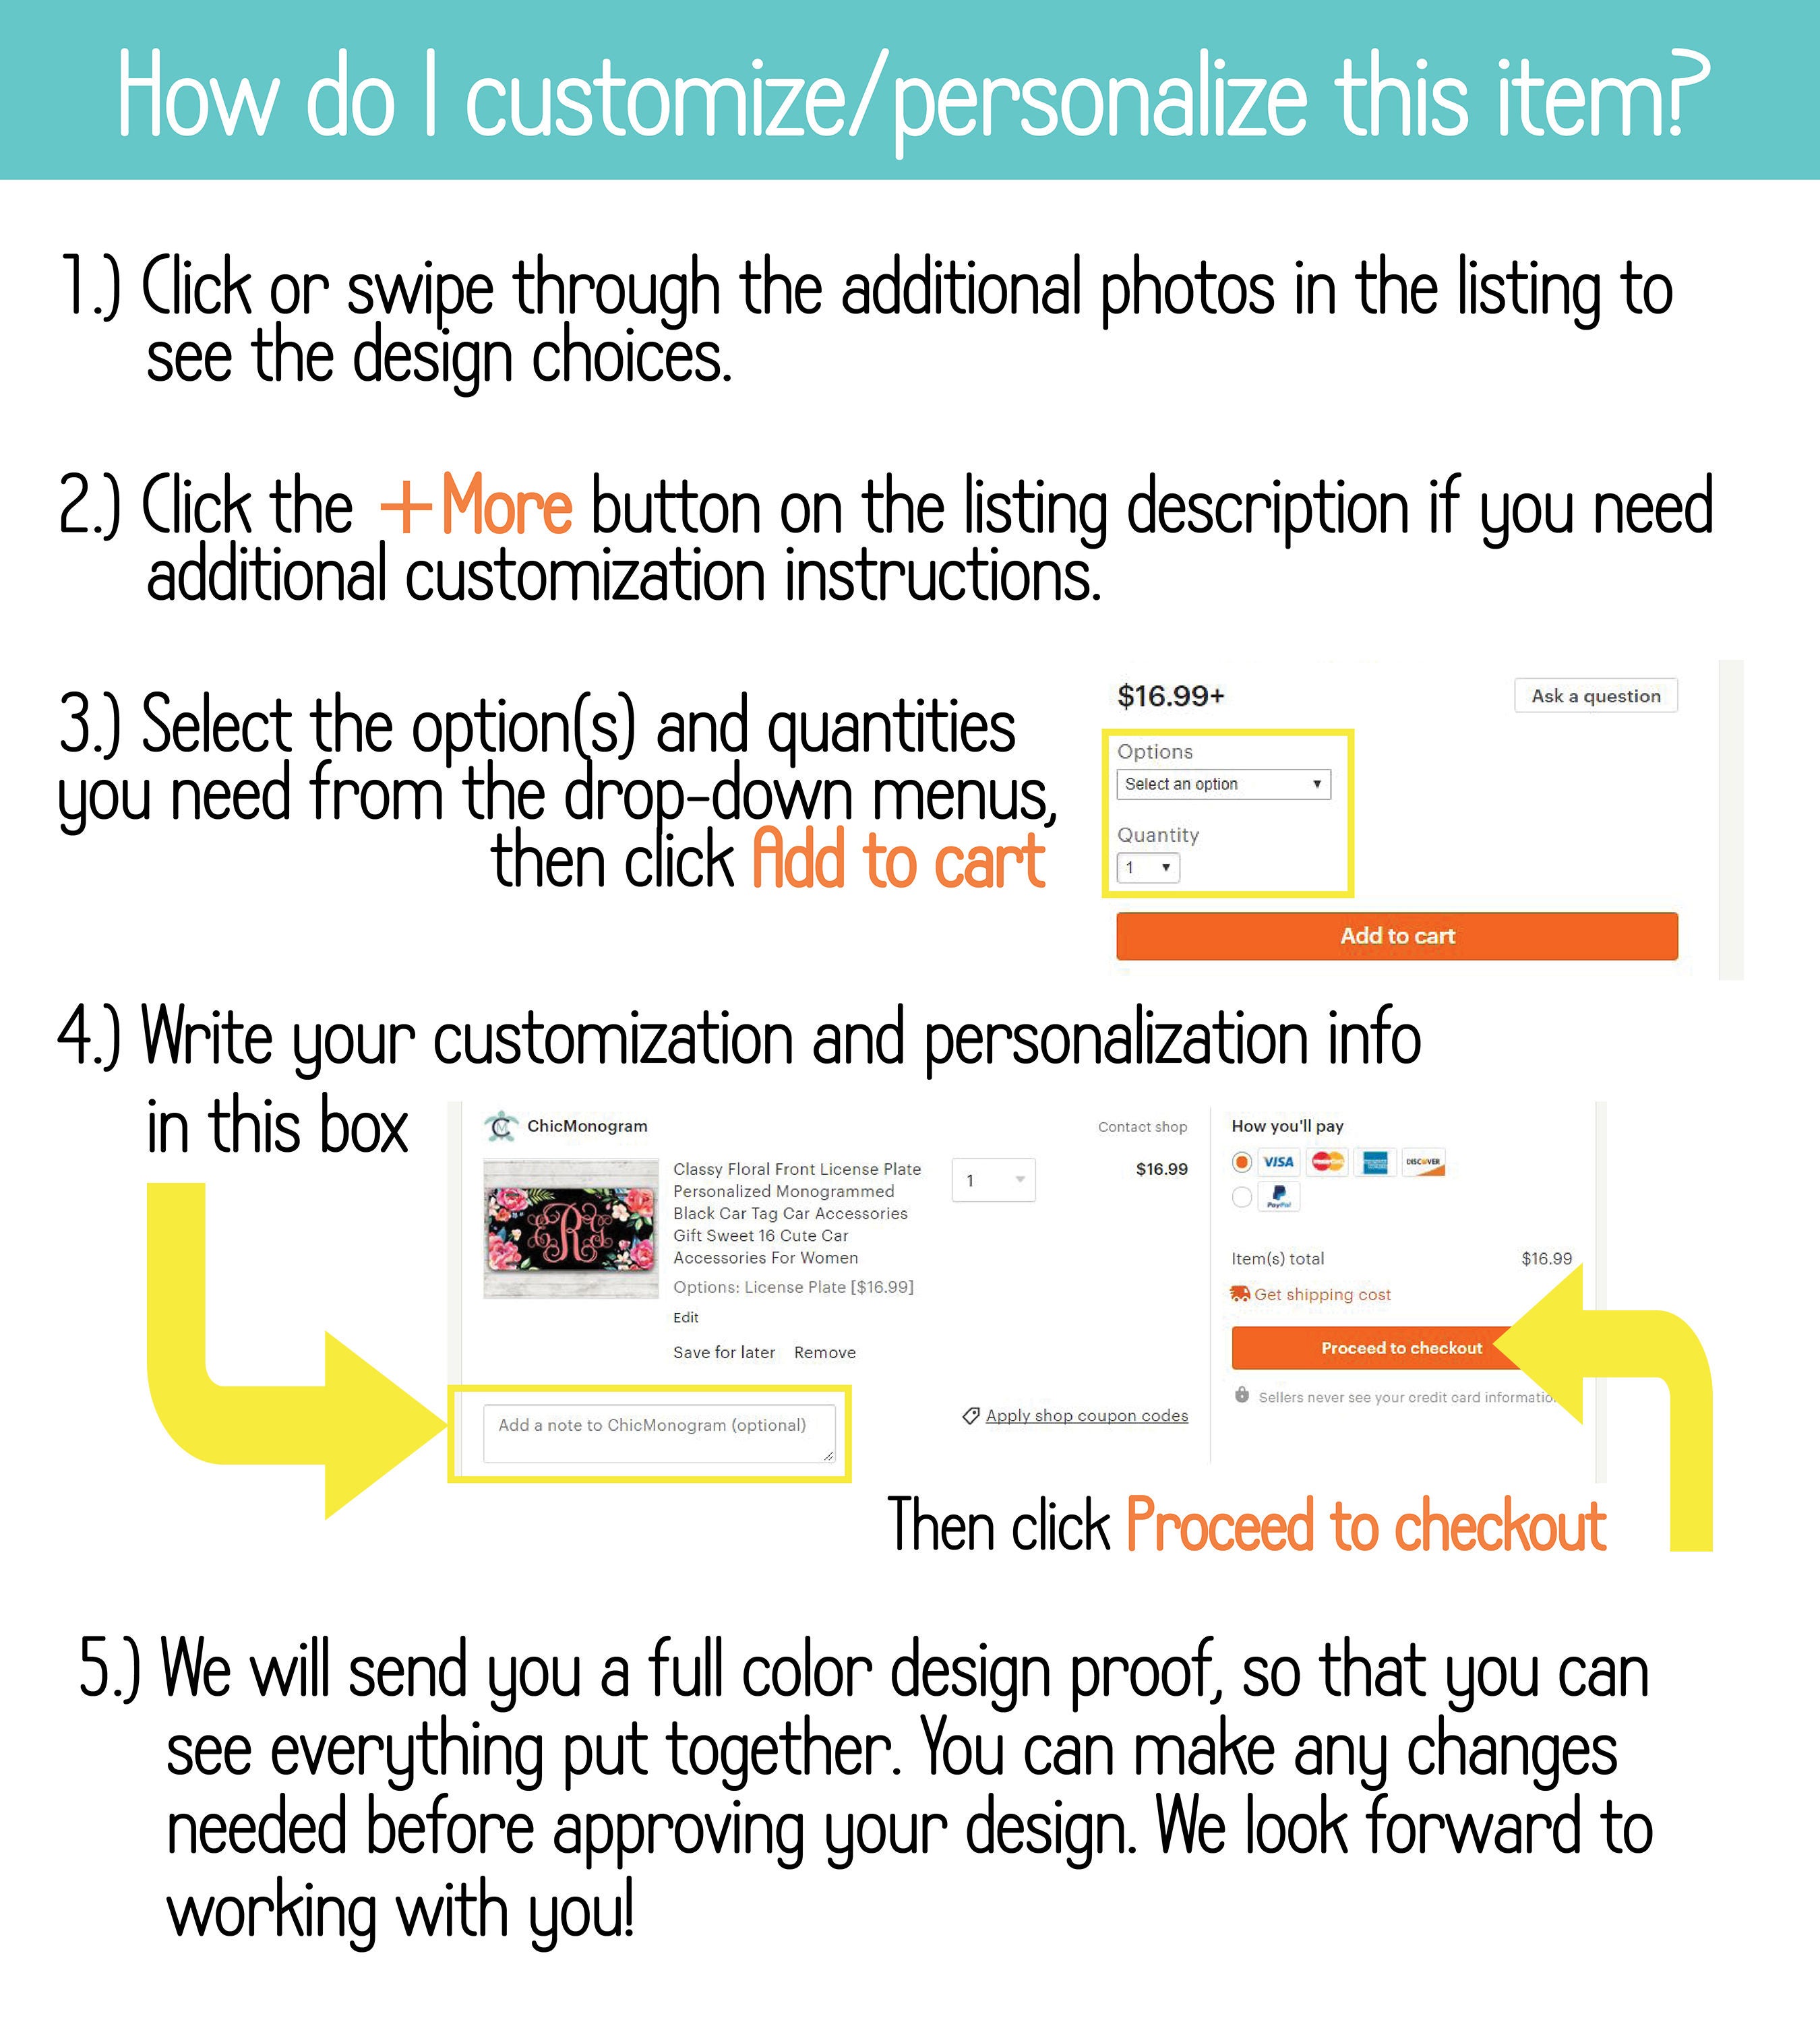 How do I customize/personalize this item?
1.) Click or swipe through the additional photos in the listing to
see the design choices.
2.) Click the +More button on the listing description if you need
additional customization instructions.
3.) Select the option(s) and quantities
you need from the drop-down menus,
then click Add to cart
$16.99+
Ask a question
Options
Select an option
Quantity
1
Add to cart
4.) Write your customization and personalization info
in this box
CM
ChicMonogram
Contact shop
Classy Floral Front License Plate
Personalized Monogrammed
Black Car Tag Car Accessories
Gift Sweet 16 Cute Car
Accessories For Women
Options: License Plate [$16.99]
Edit
Save for later Remove
1
$16.99
ERG
Add a note to ChicMonogram (optional)
Apply shop coupon codes
How you'll pay
VISA
DISCOVER
PayPal
Item(s) total $16.99
Get shipping cost
Proceed to checkout
Sellers never see your credit card informatio
Then click Proceed to checkout
5.) We will send you a full color design proof, so that you can
see everything put together. You can make any changes
needed before approving your design. We look forward to
working with you!